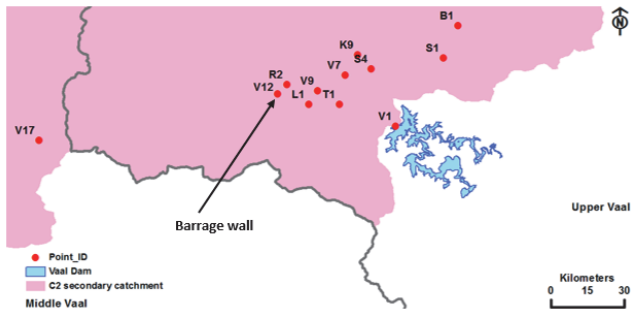 B1
N
K9
S4
S1
R2
V7
V12
V9
L1
T1
V1
V17
Barrage wall
Upper Vaal
Point_ID
Vaal Dam
C2 secondary catchment
Middle Vaal
Kilometers
0 15 30